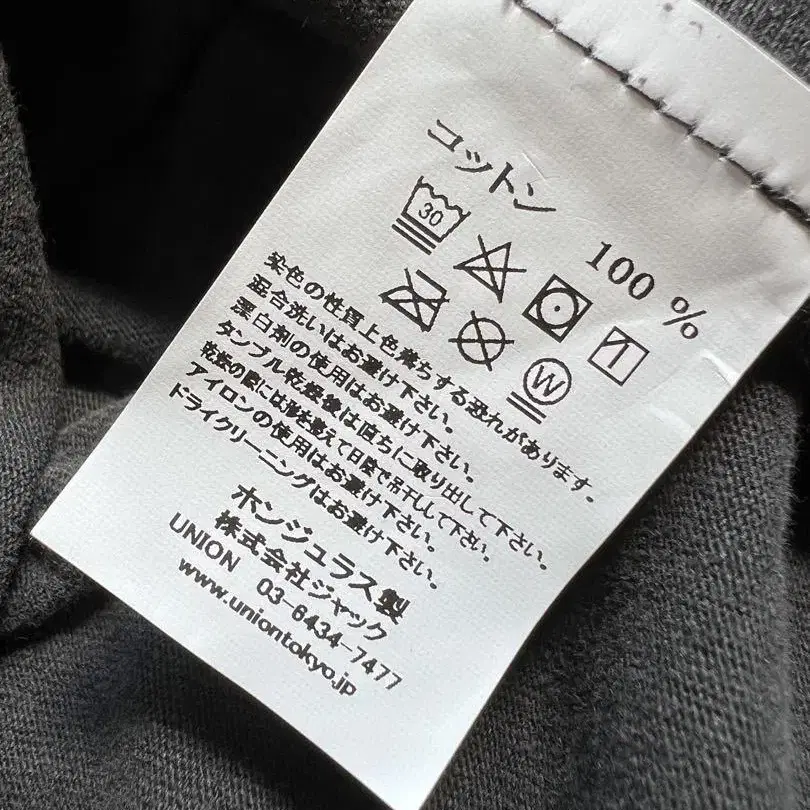 コットン 100 %
30
W
染色の性質上色落ちする恐れがあります。
混合洗いはお避け下さい。
漂白剤の使用はお避け下さい。
タンブル乾燥後は直ちに取り出して下さい。
乾燥の際には形を整えて日陰で吊干しして下さい。
アイロンの使用はお避け下さい。
ドライクリーニングはお避け下さい。
ホンジュラス製
株式会社ジャック
UNION 03-6434-7477
www.uniontokyo.jp